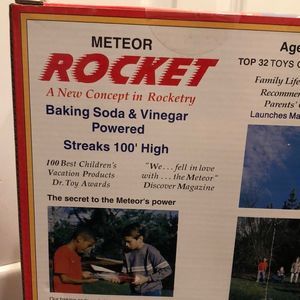 METEOR
ROCKET
A New Concept in Rocketry
Baking Soda & Vinegar
Powered
Streaks 100' High
100 Best Children's
Vacation Products
Dr. Toy Awards
"We . . . fell in love
with . . . the Meteor"
Discover Magazine
The secret to the Meteor's power
TOP 32 TOYS
Family Life
Recommen
Parents'
Launches Ma